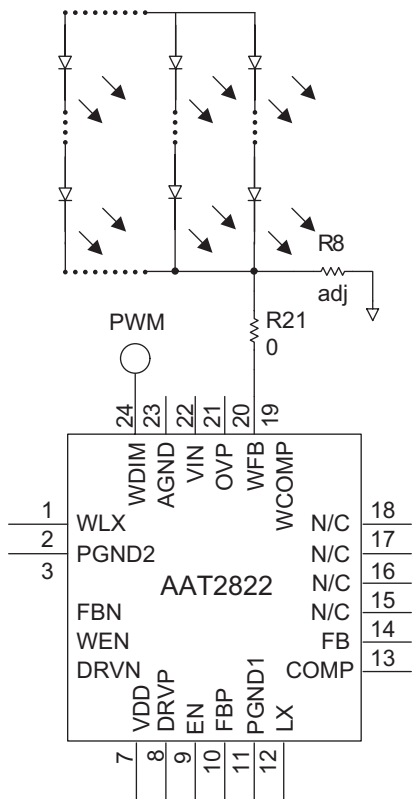 R8
adj
R21
0
PWM
24 23 22 21 20 19
WDIM AGND VIN OVP WFB WCOMP
1 WLX N/C 18
2 PGND2 N/C 17
3 N/C 16
AAT2822
FBN N/C 15
WEN FB 14
DRVN COMP 13
VDD DRVP EN FBP PGND1 LX
7 8 9 10 11 12